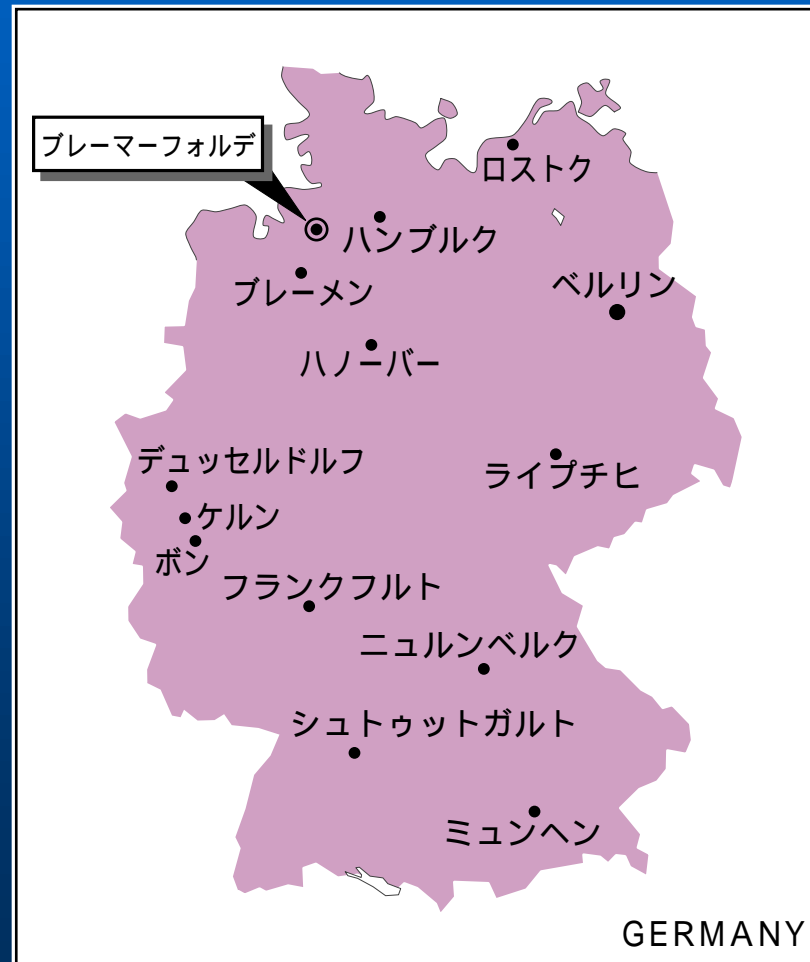 ブレーマーフォルデ
ロストク
ハンブルク
ブレーメン
ベルリン
ハノーバー
デュッセルドルフ
ライプチヒ
ケルン
ボン
フランクフルト
ニュルンベルク
シュトゥットガルト
ミュンヘン
GERMANY